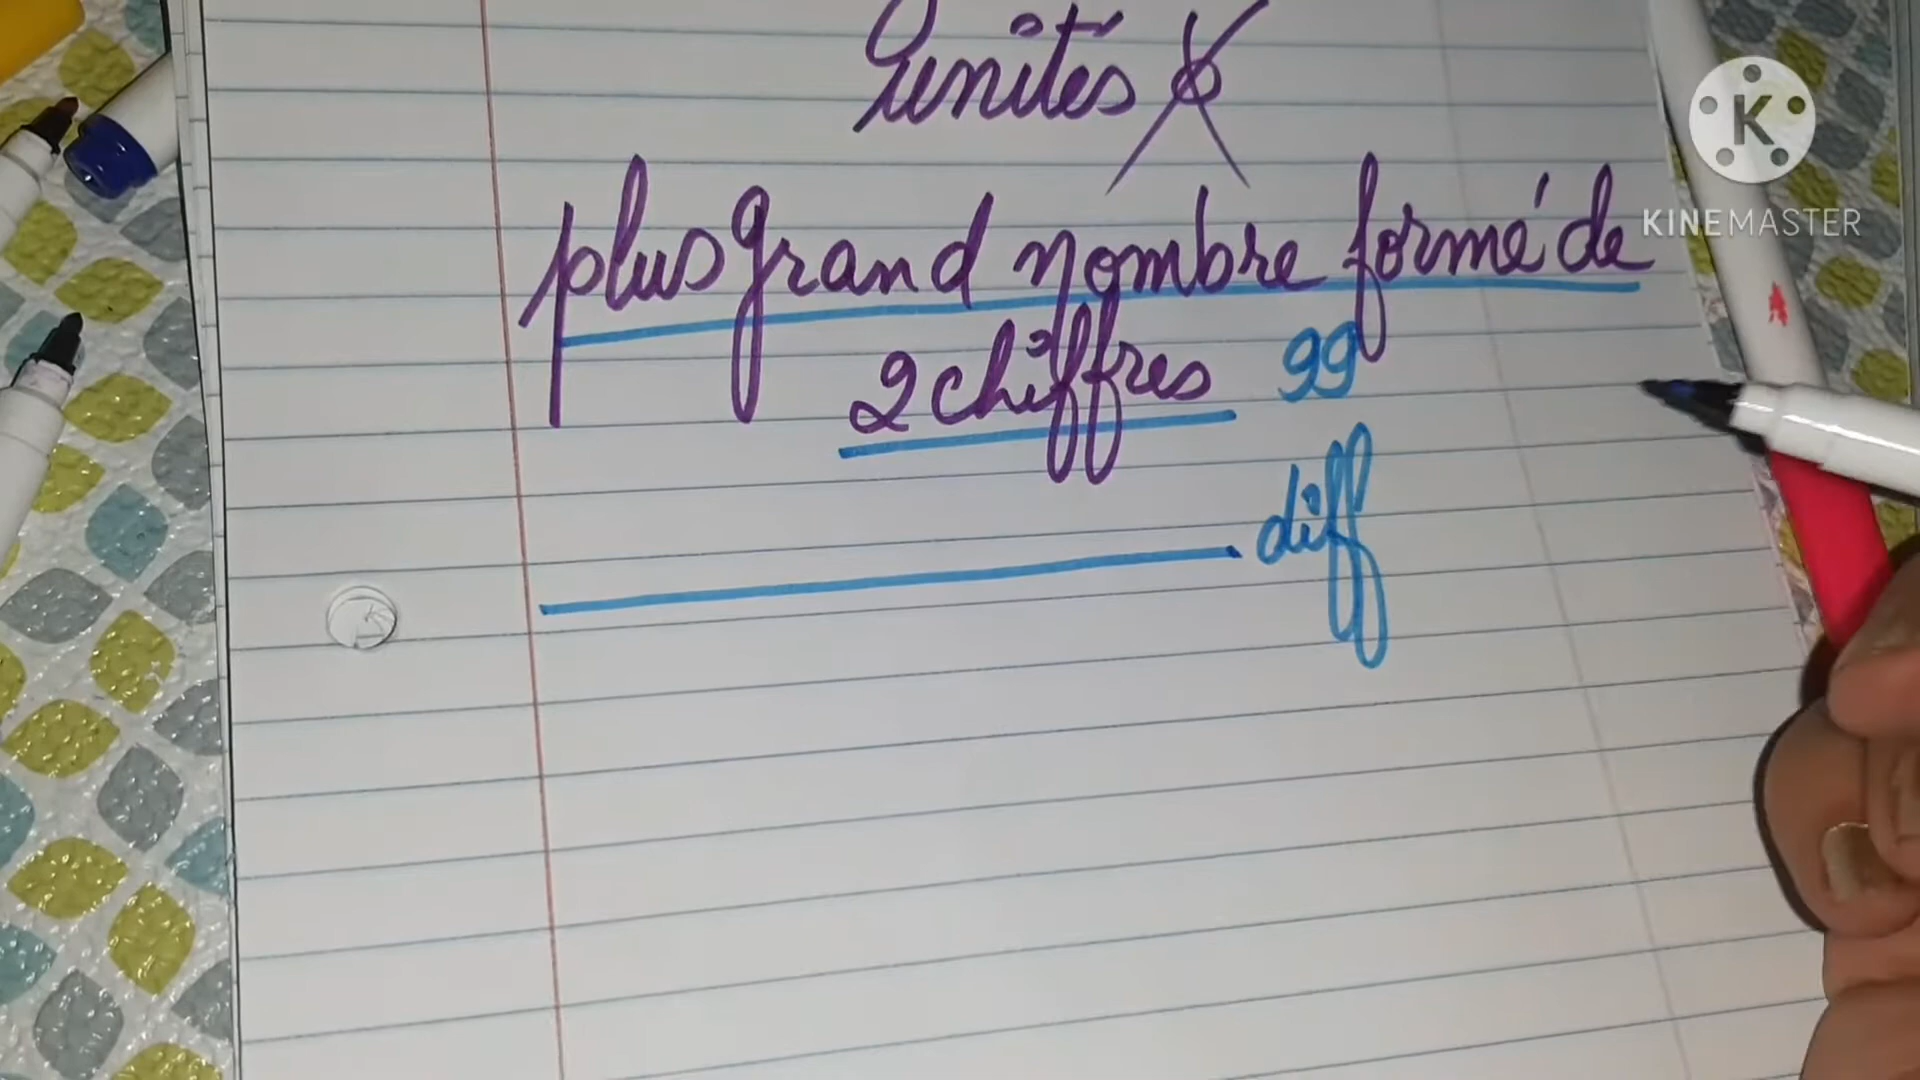 unités
plus grand nombre formé de
2 chiffres 99
diff
K
KINEMASTER